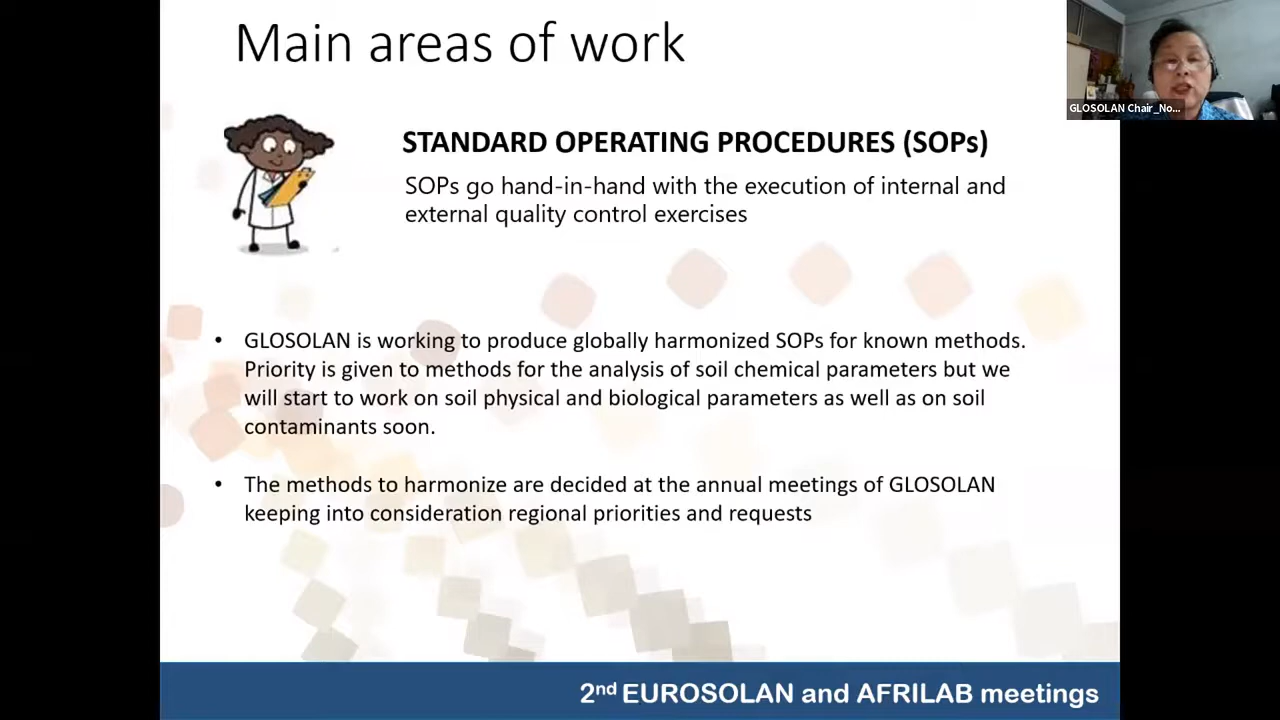 Main areas of work
GLOSOLAN Chair_No...
STANDARD OPERATING PROCEDURES (SOPs)
SOPs go hand-in-hand with the execution of internal and
external quality control exercises
• GLOSOLAN is working to produce globally harmonized SOPs for known methods.
Priority is given to methods for the analysis of soil chemical parameters but we
will start to work on soil physical and biological parameters as well as on soil
contaminants soon.
• The methods to harmonize are decided at the annual meetings of GLOSOLAN
keeping into consideration regional priorities and requests
2nd EUROSOLAN and AFRILAB meetings